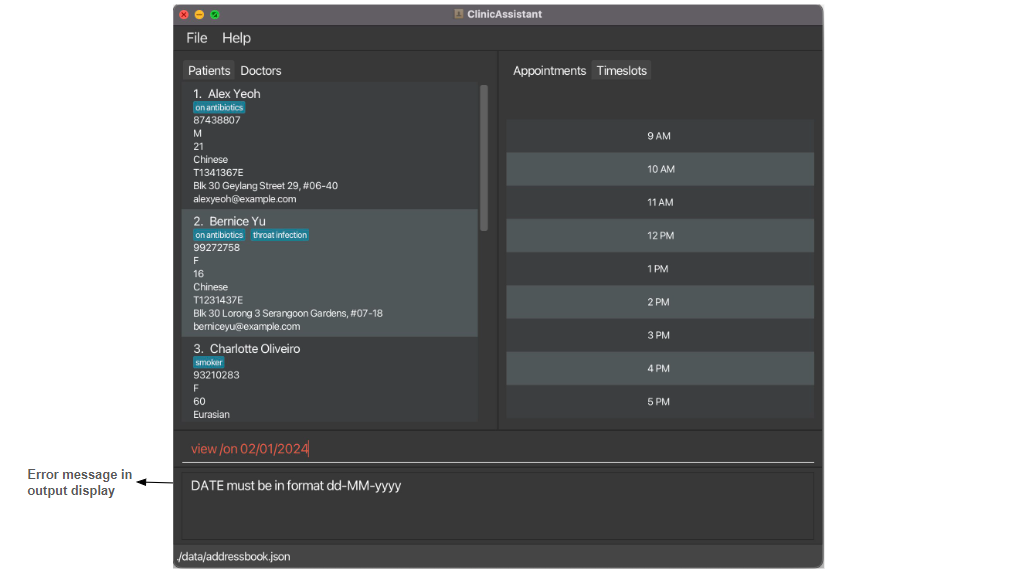 ClinicAssistant
File Help
Patients Doctors
1. Alex Yeoh
on antibiotics
87438807
M
21
Chinese
T1341367E
Blk 30 Geylang Street 29, #06-40
alexyeoh@example.com
2. Bernice Yu
on antibiotics throat infection
99272758
F
16
Chinese
T1231437E
Blk 30 Lorong 3 Serangoon Gardens, #07-18
berniceyu@example.com
3. Charlotte Oliveiro
smoker
93210283
F
60
Eurasian
Appointments Timeslots
9 AM
10 AM
11 AM
12 PM
1 PM
2 PM
3 PM
4 PM
5 PM
view /on 02/01/2024
Error message in
output display
DATE must be in format dd-MM-yyyy
./data/addressbook.json